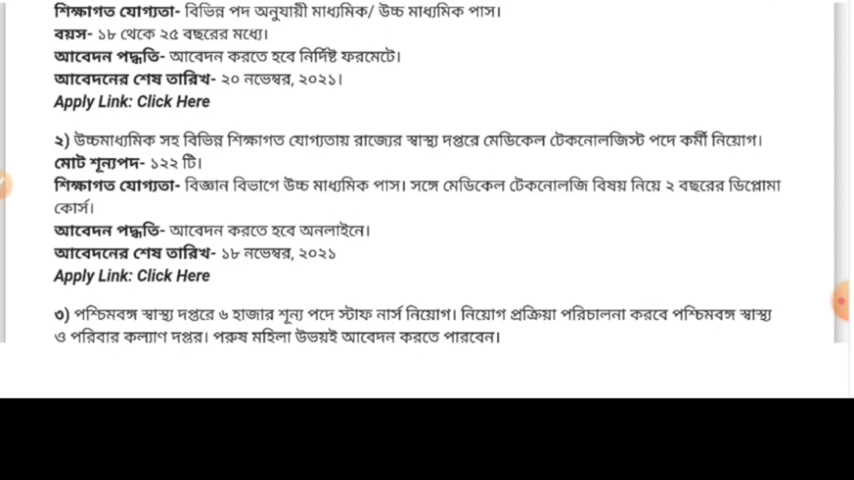 শিক্ষাগত যোগ্যতা- বিভিন্ন পদ অনুযায়ী মাধ্যমিক/ উচ্চ মাধ্যমিক পাস।
বয়স- ১৮ থেকে ২৫ বছরের মধ্যে।
আবেদন পদ্ধতি- আবেদন করতে হবে নির্দিষ্ট ফরমেটে।
আবেদনের শেষ তারিখ- ২০ নভেম্বর, ২০২১।
Apply Link: Click Here
২) উচ্চমাধ্যমিক সহ বিভিন্ন শিক্ষাগত যোগ্যতায় রাজ্যের স্বাস্থ্য দপ্তরে মেডিকেল টেকনোলজিস্ট পদে কর্মী নিয়োগ।
মোট শূন্যপদ- ১২২ টি।
শিক্ষাগত যোগ্যতা- বিজ্ঞান বিভাগে উচ্চ মাধ্যমিক পাস। সঙ্গে মেডিকেল টেকনোলজি বিষয় নিয়ে ২ বছরের ডিপ্লোমা
কোর্স।
আবেদন পদ্ধতি- আবেদন করতে হবে অনলাইনে।
আবেদনের শেষ তারিখ- ১৮ নভেম্বর, ২০২১
Apply Link: Click Here
৩) পশ্চিমবঙ্গ স্বাস্থ্য দপ্তরে ৬ হাজার শূন্য পদে স্টাফ নার্স নিয়োগ। নিয়োগ প্রক্রিয়া পরিচালনা করবে পশ্চিমবঙ্গ স্বাস্থ্য
ও পরিবার কল্যাণ দপ্তর। পরুষ মহিলা উভয়ই আবেদন করতে পারবেন।